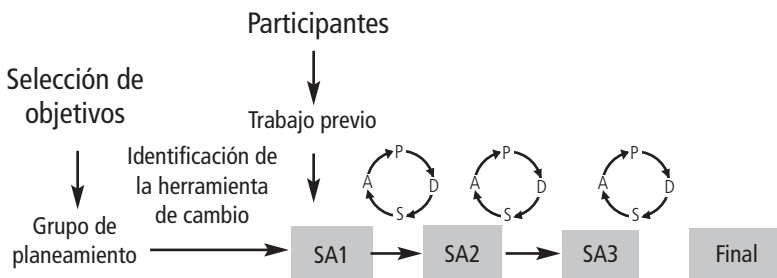 Participantes
Selección de
objetivos
Trabajo previo
Identificación de
la herramienta
de cambio
Grupo de
planeamiento
P
A D
S
P
A D
S
P
A D
S
SA1
SA2
SA3
Final